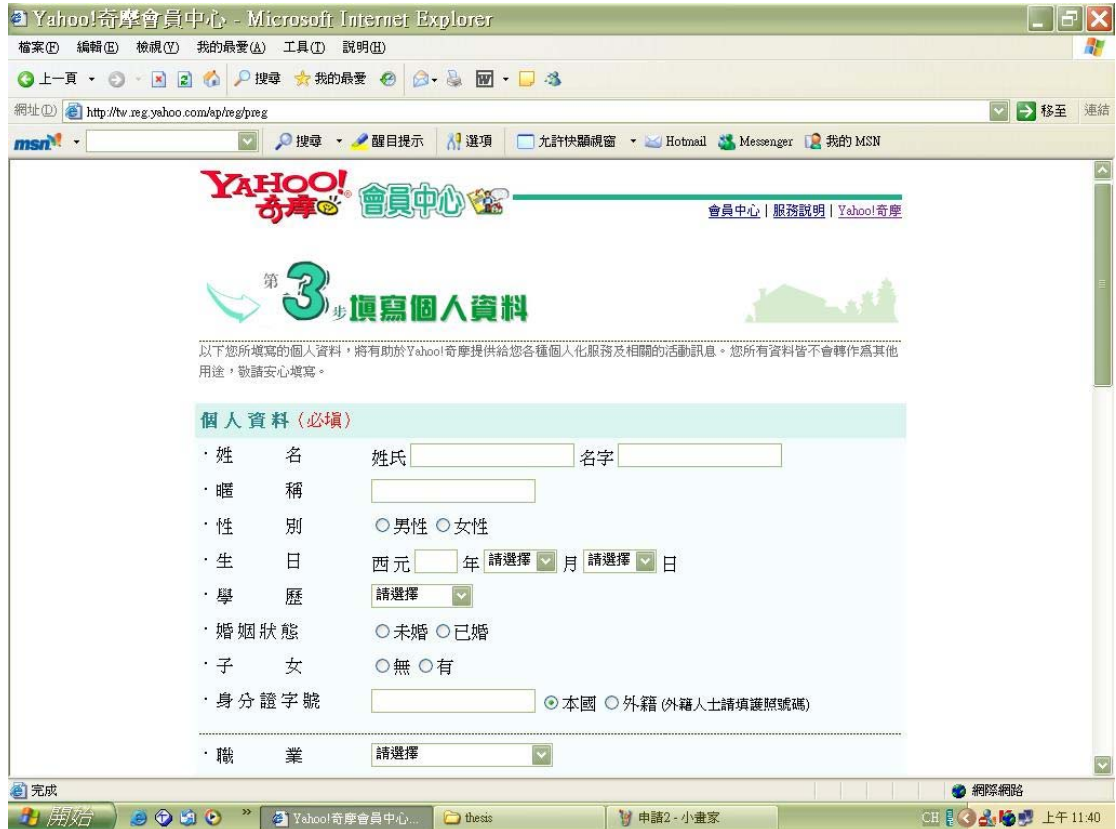 Yahoo!奇摩會員中心 - Microsoft Internet Explorer
檔案(F) 編輯(E) 檢視(V) 我的最愛(A) 工具(T) 說明(H)
上一頁 搜尋 我的最愛
網址(D) http://tw.reg.yahoo.com/ap/reg/preg 移至 連結
msn 搜尋 醒目提示 選項 允許快顯視窗 Hotmail Messenger 我的 MSN
YAHOO! 奇摩 會員中心
會員中心 | 服務說明 | Yahoo!奇摩
第3步 填寫個人資料
以下您所填寫的個人資料，將有助於Yahoo!奇摩提供給您各種個人化服務及相關的活動訊息。您所有資料皆不會轉作為其他
用途，敬請安心填寫。
個人資料（必填）
‧姓 名 姓氏 名字
‧暱 稱
‧性 別 男性 女性
‧生 日 西元 年 請選擇 月 請選擇 日
‧學 歷 請選擇
‧婚姻狀態 未婚 已婚
‧子 女 無 有
‧身分證字號 本國 外籍 (外籍人士請填護照號碼)
‧職 業 請選擇
完成 網際網路
開始 » Yahoo!奇摩會員中心... thesis 申請2 - 小畫家 CH 上午 11:40